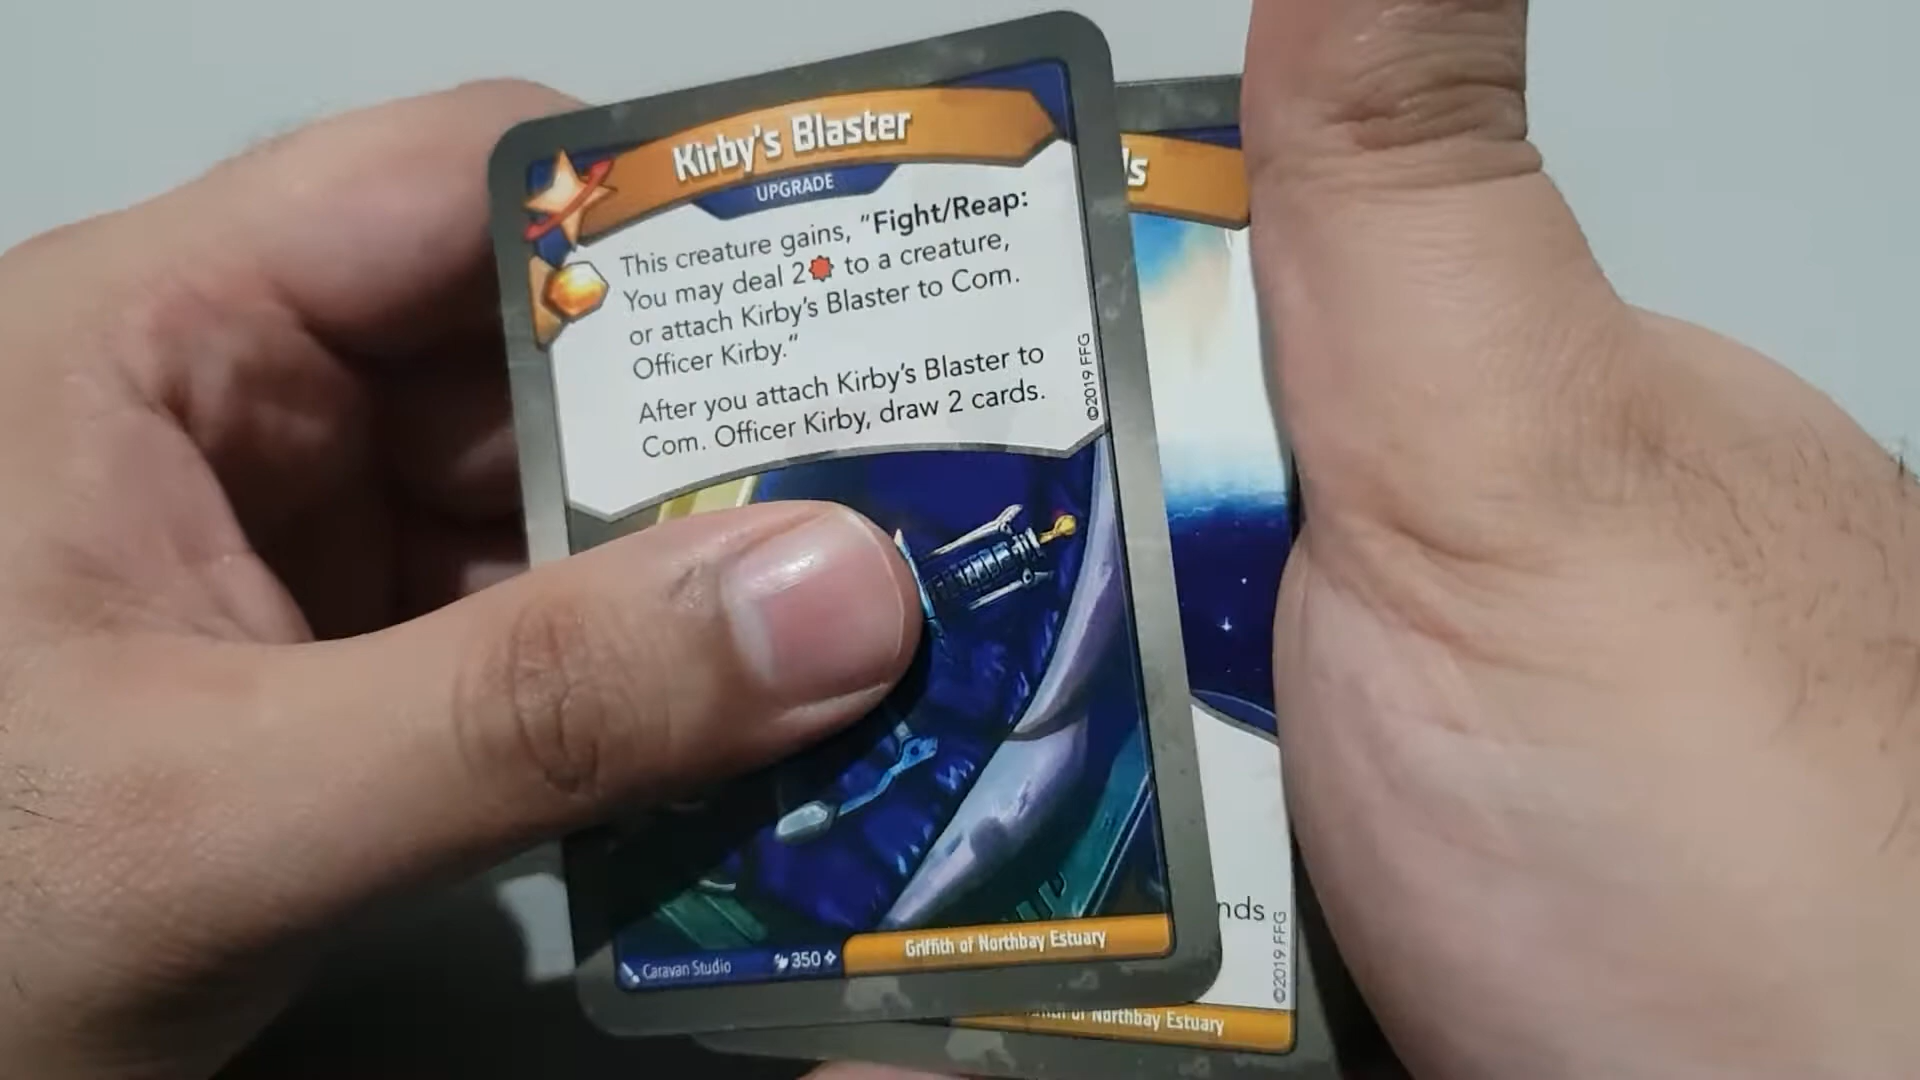 Kirby's Blaster
UPGRADE
This creature gains, "Fight/Reap:
You may deal 2 to a creature,
or attach Kirby's Blaster to Com.
Officer Kirby."
After you attach Kirby's Blaster to
Com. Officer Kirby, draw 2 cards.
©2019 FFG
Caravan Studio
350
Griffith of Northbay Estuary
©2019 FFG
of Northbay Estuary